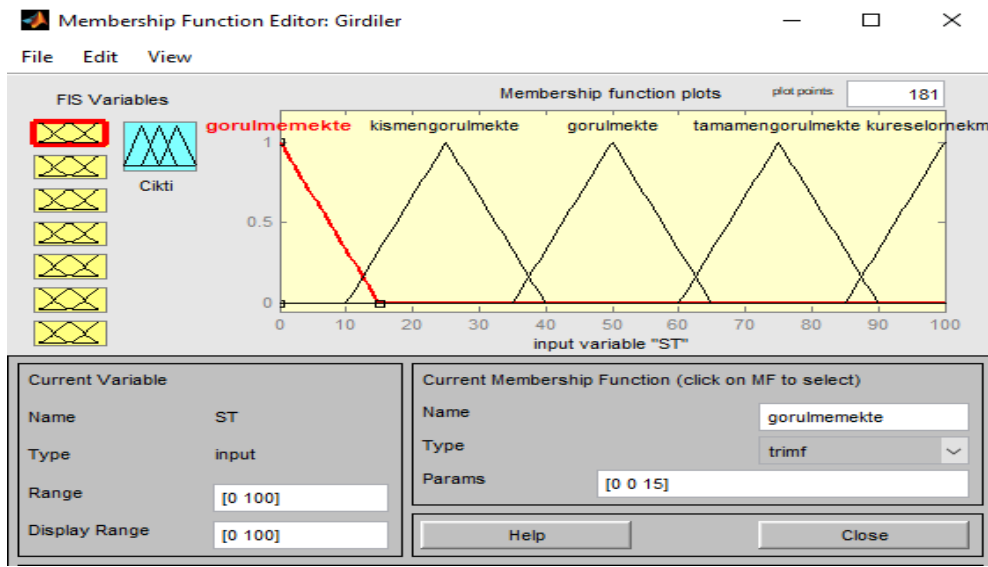 Membership Function Editor: Girdiler
File Edit View
FIS Variables
Cikti
Membership function plots
plot points:
181
gorulmemekte kismengorulmekte gorulmekte tamamengorulmekte kureselornekm
1
0.5
0
0 10 20 30 40 50 60 70 80 90 100
input variable "ST"
Current Variable
Name ST
Type input
Range [0 100]
Display Range [0 100]
Current Membership Function (click on MF to select)
Name gorulmemekte
Type trimf
Params [0 0 15]
Help Close